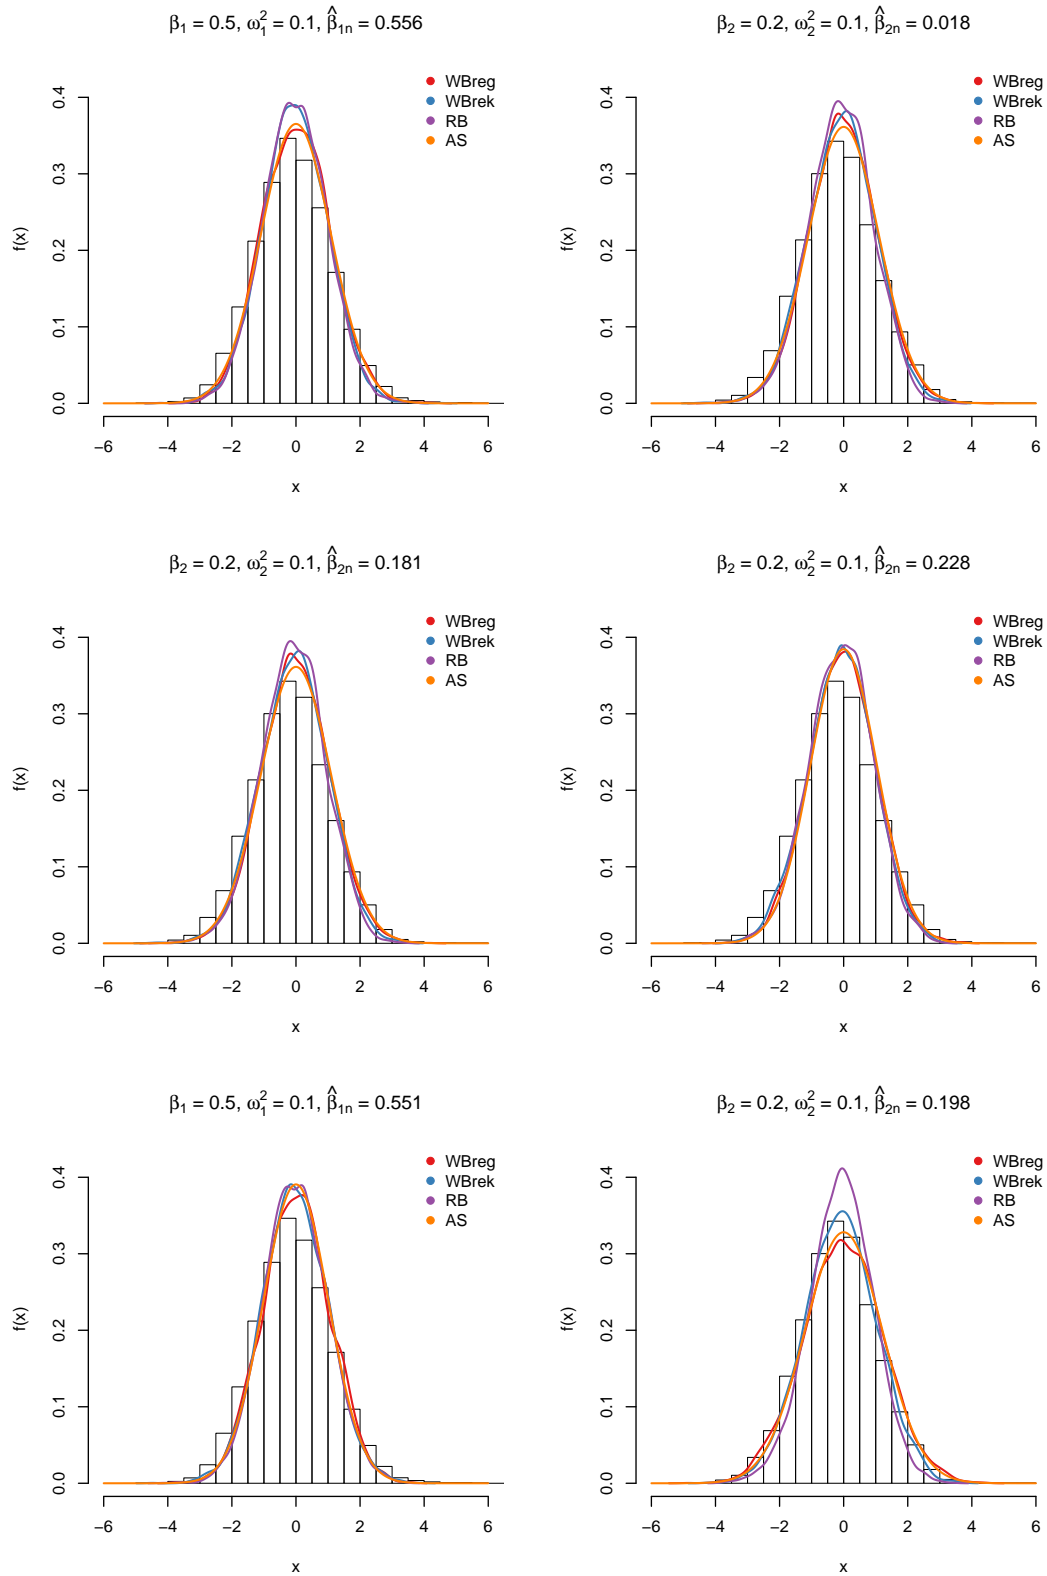 β₁ = 0.5, ω₁² = 0.1, β̂₁ₙ = 0.556
WBreg
WBrek
RB
AS
f(x)
0.4
0.3
0.2
0.1
0.0
−6 −4 −2 0 2 4 6
x
β₂ = 0.2, ω₂² = 0.1, β̂₂ₙ = 0.018
WBreg
WBrek
RB
AS
f(x)
0.4
0.3
0.2
0.1
0.0
−6 −4 −2 0 2 4 6
x
β₂ = 0.2, ω₂² = 0.1, β̂₂ₙ = 0.181
WBreg
WBrek
RB
AS
f(x)
0.4
0.3
0.2
0.1
0.0
−6 −4 −2 0 2 4 6
x
β₂ = 0.2, ω₂² = 0.1, β̂₂ₙ = 0.228
WBreg
WBrek
RB
AS
f(x)
0.4
0.3
0.2
0.1
0.0
−6 −4 −2 0 2 4 6
x
β₁ = 0.5, ω₁² = 0.1, β̂₁ₙ = 0.551
WBreg
WBrek
RB
AS
f(x)
0.4
0.3
0.2
0.1
0.0
−6 −4 −2 0 2 4 6
x
β₂ = 0.2, ω₂² = 0.1, β̂₂ₙ = 0.198
WBreg
WBrek
RB
AS
f(x)
0.4
0.3
0.2
0.1
0.0
−6 −4 −2 0 2 4 6
x